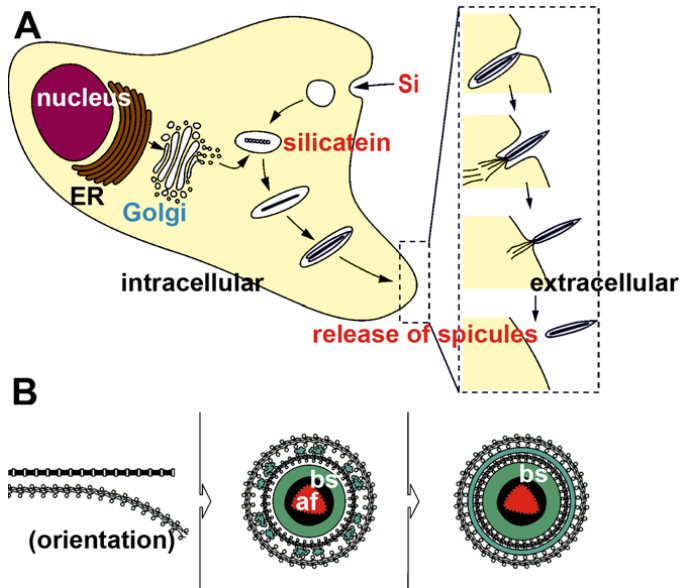 A
nucleus
Si
silicatein
ER
Golgi
intracellular
extracellular
release of spicules
B
bs
af
bs
(orientation)